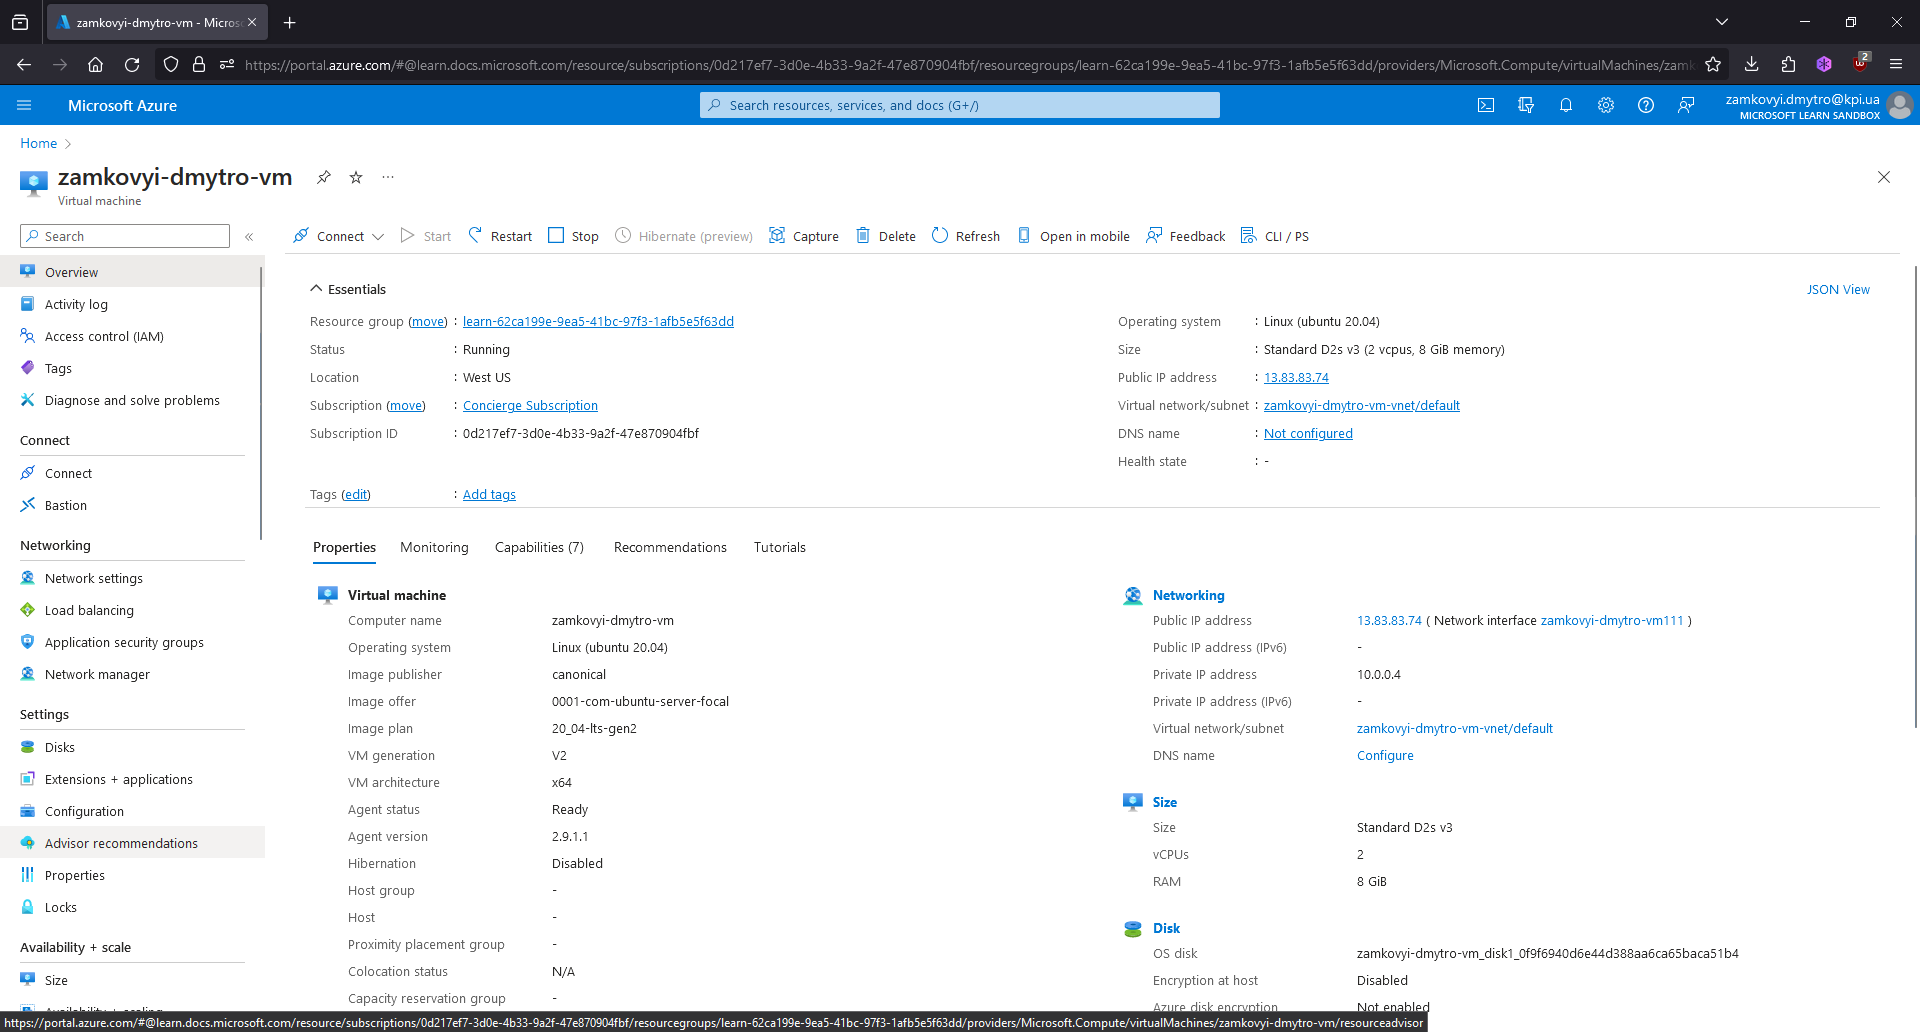 zamkovyi-dmytro-vm - Micros
https://portal.azure.com/#@learn.docs.microsoft.com/resource/subscriptions/0d217ef7-3d0e-4b33-9a2f-47e870904fbf/resourcegroups/learn-62ca199e-9ea5-41bc-97f3-1afb5e5f63dd/providers/Microsoft.Compute/virtualMachines/zamk
2
Microsoft Azure
Search resources, services, and docs (G+/)
zamkovyi.dmytro@kpi.ua
MICROSOFT LEARN SANDBOX
Home
zamkovyi-dmytro-vm
Virtual machine
Search
Connect Start Restart Stop Hibernate (preview) Capture Delete Refresh Open in mobile Feedback CLI / PS
Overview
Activity log
Access control (IAM)
Tags
Diagnose and solve problems
Connect
Connect
Bastion
Networking
Network settings
Load balancing
Application security groups
Network manager
Settings
Disks
Extensions + applications
Configuration
Advisor recommendations
Properties
Locks
Availability + scale
Size
Essentials
JSON View
Resource group (move) : learn-62ca199e-9ea5-41bc-97f3-1afb5e5f63dd
Status : Running
Location : West US
Subscription (move) : Concierge Subscription
Subscription ID : 0d217ef7-3d0e-4b33-9a2f-47e870904fbf
Operating system : Linux (ubuntu 20.04)
Size : Standard D2s v3 (2 vcpus, 8 GiB memory)
Public IP address : 13.83.83.74
Virtual network/subnet : zamkovyi-dmytro-vm-vnet/default
DNS name : Not configured
Health state : -
Tags (edit) : Add tags
Properties Monitoring Capabilities (7) Recommendations Tutorials
Virtual machine
Computer name zamkovyi-dmytro-vm
Operating system Linux (ubuntu 20.04)
Image publisher canonical
Image offer 0001-com-ubuntu-server-focal
Image plan 20_04-lts-gen2
VM generation V2
VM architecture x64
Agent status Ready
Agent version 2.9.1.1
Hibernation Disabled
Host group -
Host -
Proximity placement group -
Colocation status N/A
Capacity reservation group -
Networking
Public IP address 13.83.83.74 ( Network interface zamkovyi-dmytro-vm111 )
Public IP address (IPv6) -
Private IP address 10.0.0.4
Private IP address (IPv6) -
Virtual network/subnet zamkovyi-dmytro-vm-vnet/default
DNS name Configure
Size
Size Standard D2s v3
vCPUs 2
RAM 8 GiB
Disk
OS disk zamkovyi-dmytro-vm_disk1_0f9f6940d6e44d388aa6ca65baca51b4
Encryption at host Disabled
Azure disk encryption Not enabled
https://portal.azure.com/#@learn.docs.microsoft.com/resource/subscriptions/0d217ef7-3d0e-4b33-9a2f-47e870904fbf/resourcegroups/learn-62ca199e-9ea5-41bc-97f3-1afb5e5f63dd/providers/Microsoft.Compute/virtualMachines/zamkovyi-dmytro-vm/resourceadvisor